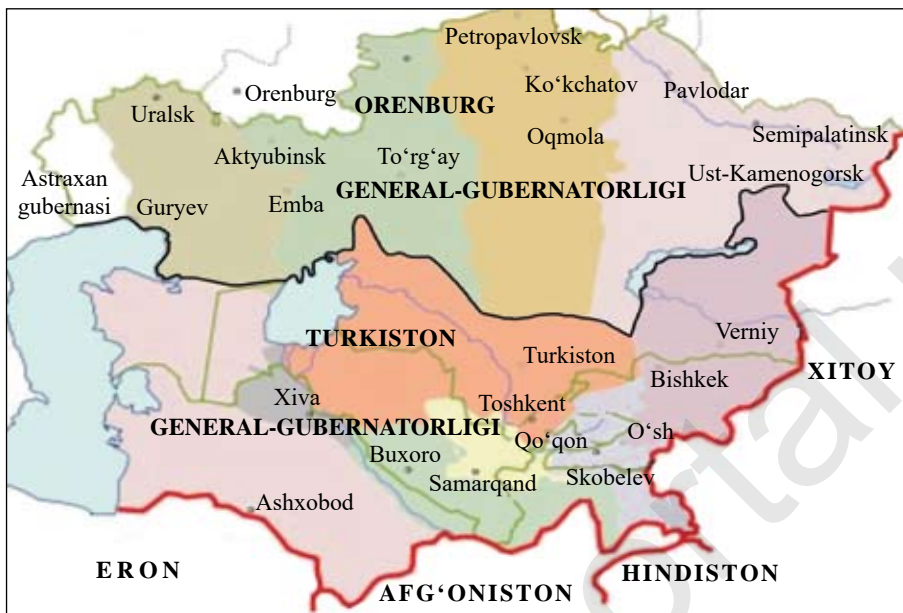 Petropavlovsk
Ko‘kchatov
Pavlodar
Orenburg
ORENBURG
Uralsk
Oqmola
Semipalatinsk
Aktyubinsk
To‘rg‘ay
Ust-Kamenogorsk
Astraxan
gubernasi
GENERAL-GUBERNATORLIGI
Guryev
Emba
TURKISTON
Verniy
Turkiston
XITOY
Bishkek
Xiva
Toshkent
GENERAL-GUBERNATORLIGI
Qo‘qon
O‘sh
Buxoro
Samarqand
Skobelev
Ashxobod
ERON
AFG‘ONISTON
HINDISTON
ortal